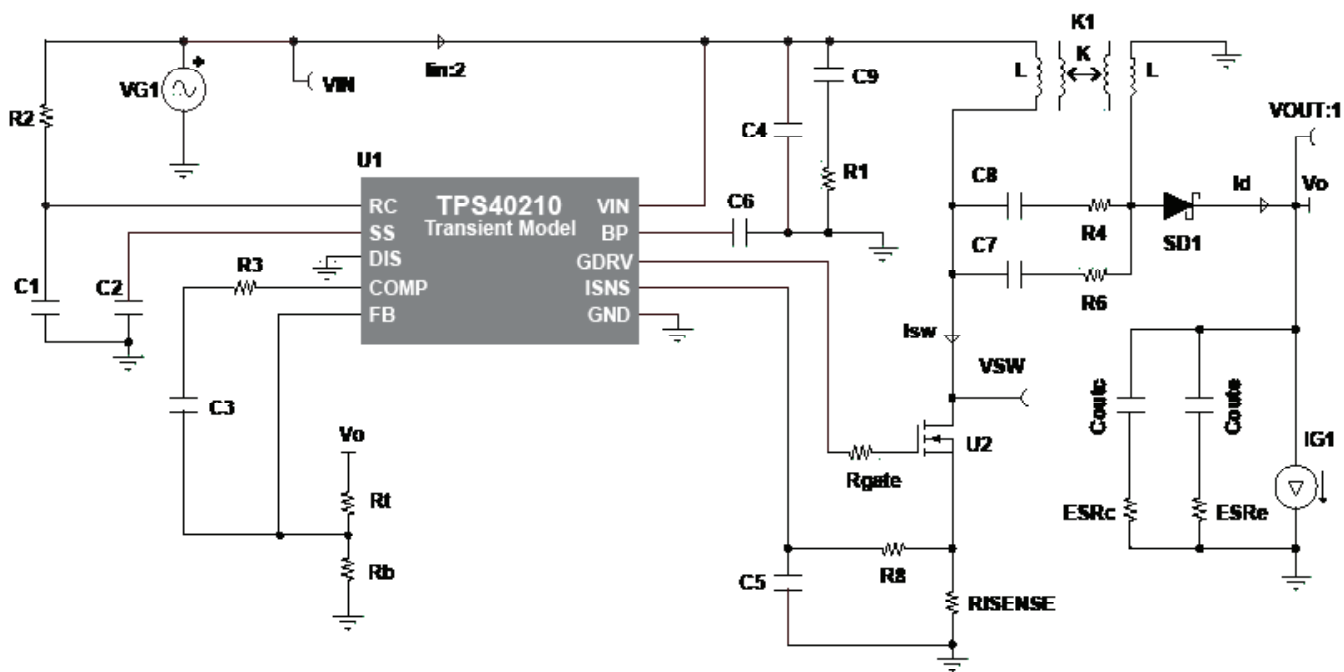 K1
K
L
L
Iin:2
VIN
VG1
R2
C9
C4
R1
VOUT:1
U1
TPS40210
Transient Model
RC
SS
DIS
COMP
FB
VIN
BP
GDRV
ISNS
GND
C6
C8
R4
C7
R6
SD1
Id
Vo
C1
C2
R3
C3
Isw
VSW
U2
Rgate
Coutc
Coute
IG1
ESRc
ESRe
Vo
Rt
Rb
C5
R8
RISENSE